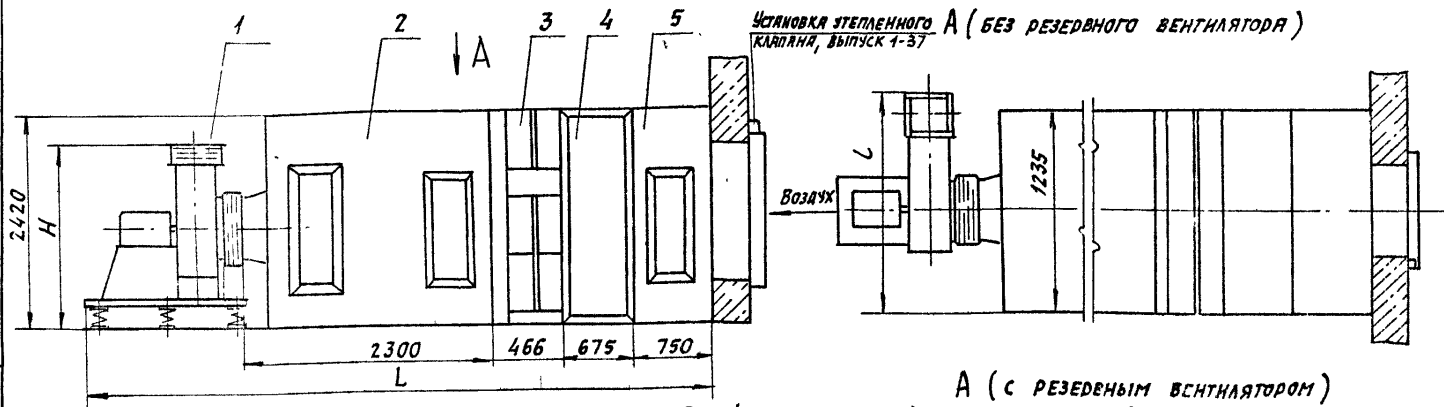 1
2
А
3
4
5
Установка утепленного
клапана, выпуск 1-37
А (без резервного вентилятора)
2420
Н
L
1235
Воздух
2300
466
675
750
L
А (с резервным вентилятором)